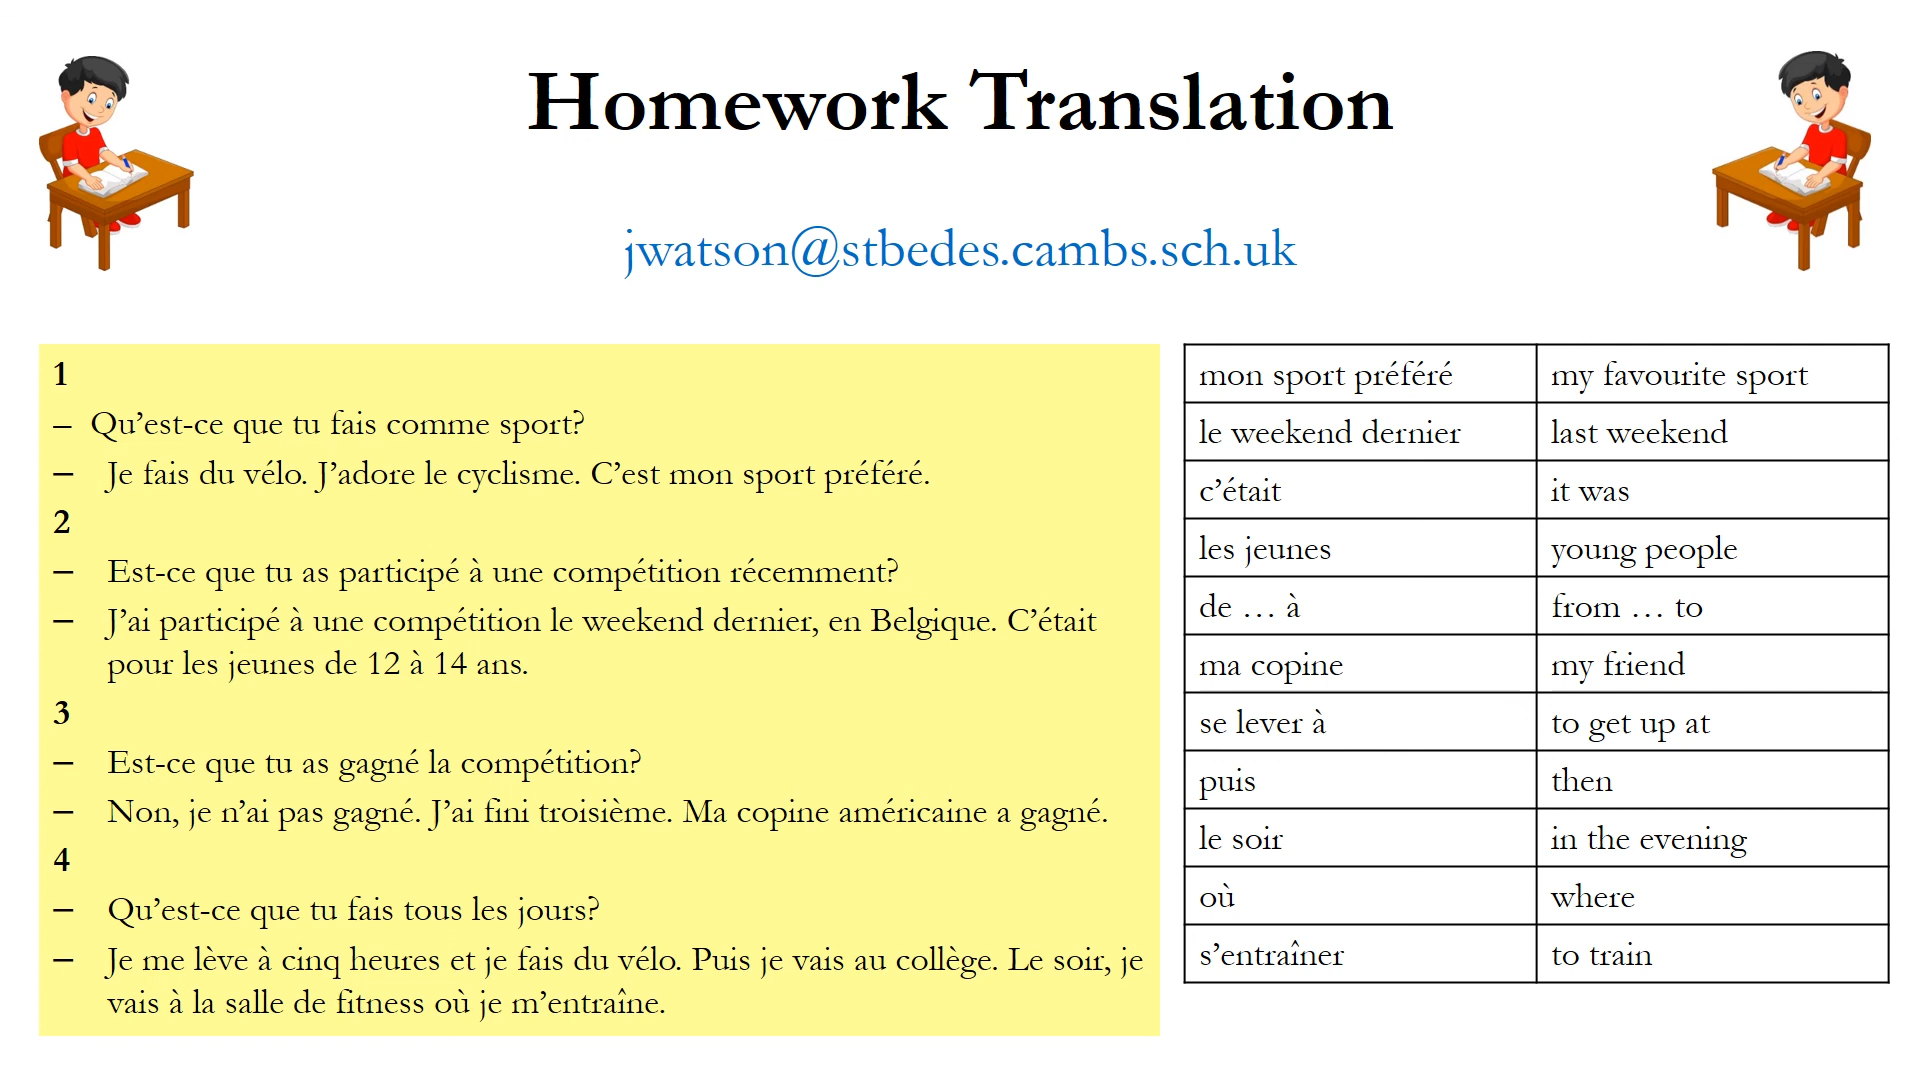 Homework Translation
jwatson@stbedes.cambs.sch.uk
1
– Qu’est-ce que tu fais comme sport?
– Je fais du vélo. J’adore le cyclisme. C’est mon sport préféré.
2
– Est-ce que tu as participé à une compétition récemment?
– J’ai participé à une compétition le weekend dernier, en Belgique. C’était
pour les jeunes de 12 à 14 ans.
3
– Est-ce que tu as gagné la compétition?
– Non, je n’ai pas gagné. J’ai fini troisième. Ma copine américaine a gagné.
4
– Qu’est-ce que tu fais tous les jours?
– Je me lève à cinq heures et je fais du vélo. Puis je vais au collège. Le soir, je
vais à la salle de fitness où je m’entraîne.
mon sport préféré my favourite sport
le weekend dernier last weekend
c’était it was
les jeunes young people
de … à from … to
ma copine my friend
se lever à to get up at
puis then
le soir in the evening
où where
s’entraîner to train